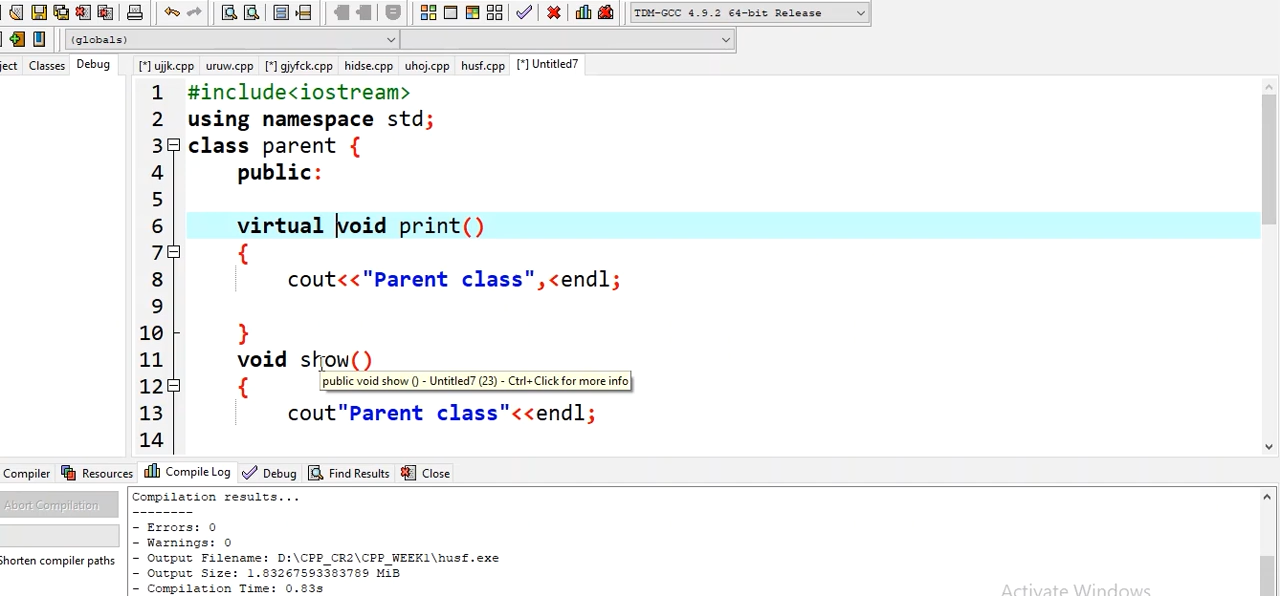 TDM-GCC 4.9.2 64-bit Release
(globals)
ject Classes Debug [*] ujjk.cpp uruw.cpp [*] gjyfck.cpp hidse.cpp uhoj.cpp husf.cpp [*] Untitled7
1 #include<iostream>
2 using namespace std;
3 class parent {
4 public:
5
6 virtual void print()
7 {
8 cout<<"Parent class",<endl;
9
10 }
11 void show()
public void show () - Untitled7 (23) - Ctrl+Click for more info
12 {
13 cout"Parent class"<<endl;
14
Compiler Resources Compile Log Debug Find Results Close
Abort Compilation
Shorten compiler paths
Compilation results...
--------
- Errors: 0
- Warnings: 0
- Output Filename: D:\CPP_CR2\CPP_WEEK1\husf.exe
- Output Size: 1.83267593383789 MiB
- Compilation Time: 0.83s
Activate Windows